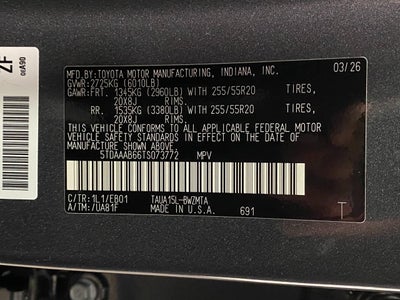 MFD.BY:TOYOTA MOTOR MANUFACTURING, INDIANA, INC. 03/26
GVWR:2725KG (6010LB)
GAWR:FRT. 1345KG (2960LB) WITH 255/55R20 TIRES,
20X8J RIMS.
RR. 1535KG (3380LB) WITH 255/55R20 TIRES,
20X8J RIMS.
THIS VEHICLE CONFORMS TO ALL APPLICABLE FEDERAL MOTOR
VEHICLE SAFETY STANDARDS IN EFFECT ON THE DATE OF
MANUFACTURE SHOWN ABOVE.
5TDAAAB66TS073772 MPV
C/TR:1L1/EB01 TAUA15L-BWZMTA
A/TM:-/UA81F MADE IN U.S.A. 691 T
ZF
06A90